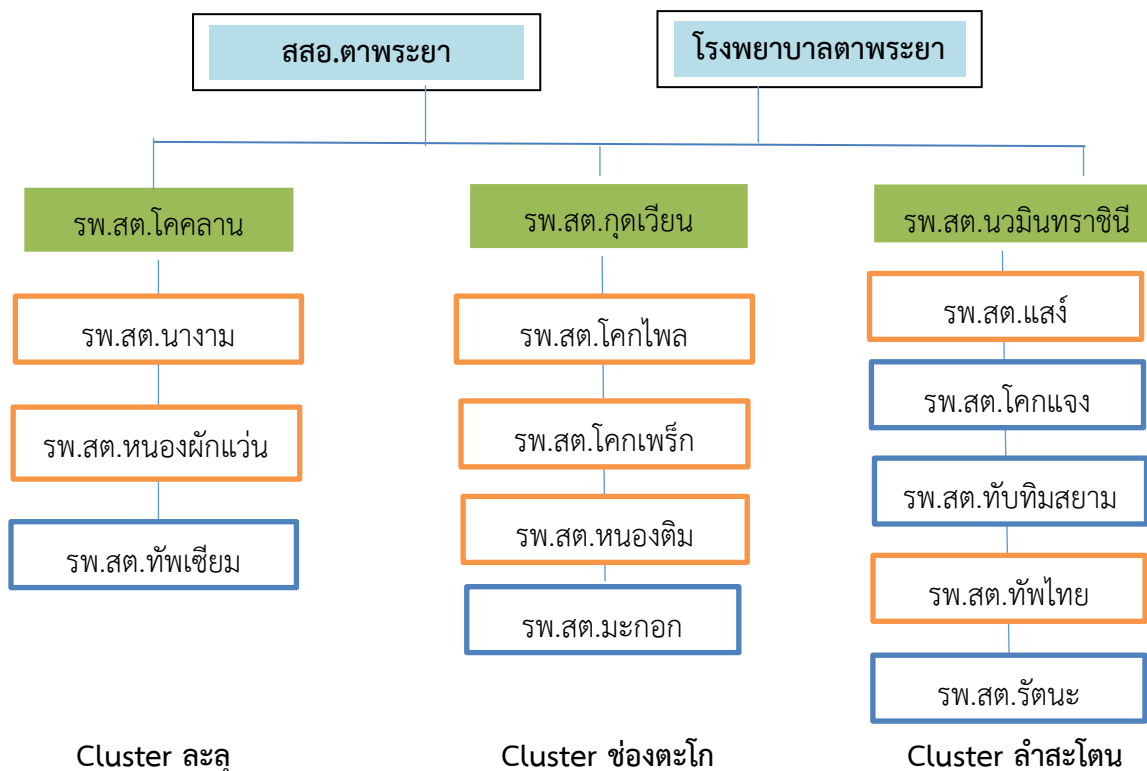 สสอ.ตาพระยา
โรงพยาบาลตาพระยา
รพ.สต.โคคลาน
รพ.สต.นางาม
รพ.สต.หนองผักแว่น
รพ.สต.ทัพเซียม
Cluster ละลุ
รพ.สต.กุดเวียน
รพ.สต.โคกไพล
รพ.สต.โคกเพร็ก
รพ.สต.หนองติม
รพ.สต.มะกอก
Cluster ช่องตะโก
รพ.สต.นวมินทราชินี
รพ.สต.แสง์
รพ.สต.โคกแจง
รพ.สต.ทับทิมสยาม
รพ.สต.ทัพไทย
รพ.สต.รัตนะ
Cluster ลำสะโตน